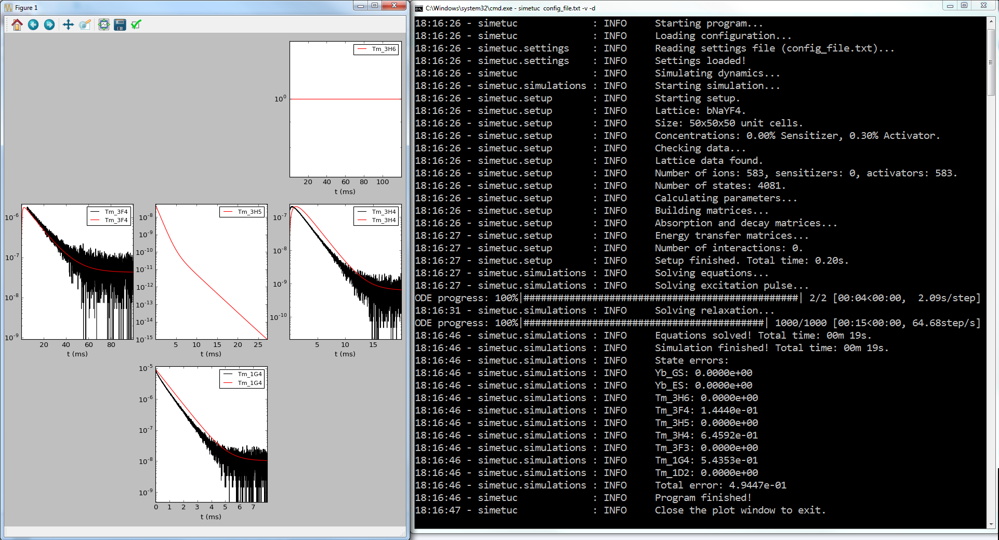 Figure 1
Tm_3H6
10^0
20 40 60 80 100
t (ms)
Tm_3F4
Tm_3F4
10^-6
10^-7
10^-8
10^-9
20 40 60 80
t (ms)
Tm_3H5
10^-8
10^-9
10^-10
10^-11
10^-12
10^-13
10^-14
10^-15
5 10 15 20 25
t (ms)
Tm_3H4
Tm_3H4
10^-7
10^-8
10^-9
10^-10
5 10 15
t (ms)
Tm_1G4
Tm_1G4
10^-5
10^-6
10^-7
10^-8
10^-9
0 1 2 3 4 5 6 7
t (ms)
C:\Windows\system32\cmd.exe - simetuc  config_file.txt -v -d
18:16:26 - simetuc             : INFO     Starting program...
18:16:26 - simetuc             : INFO     Loading configuration...
18:16:26 - simetuc.settings    : INFO     Reading settings file (config_file.txt)...
18:16:26 - simetuc.settings    : INFO     Settings loaded!
18:16:26 - simetuc             : INFO     Simulating dynamics...
18:16:26 - simetuc.simulations : INFO     Starting simulation...
18:16:26 - simetuc.setup       : INFO     Starting setup.
18:16:26 - simetuc.setup       : INFO     Lattice: bNaYF4.
18:16:26 - simetuc.setup       : INFO     Size: 50x50x50 unit cells.
18:16:26 - simetuc.setup       : INFO     Concentrations: 0.00% Sensitizer, 0.30% Activator.
18:16:26 - simetuc.setup       : INFO     Checking data...
18:16:26 - simetuc.setup       : INFO     Lattice data found.
18:16:26 - simetuc.setup       : INFO     Number of ions: 583, sensitizers: 0, activators: 583.
18:16:26 - simetuc.setup       : INFO     Number of states: 4081.
18:16:26 - simetuc.setup       : INFO     Calculating parameters...
18:16:26 - simetuc.setup       : INFO     Building matrices...
18:16:26 - simetuc.setup       : INFO     Absorption and decay matrices...
18:16:27 - simetuc.setup       : INFO     Energy transfer matrices...
18:16:27 - simetuc.setup       : INFO     Number of interactions: 0.
18:16:27 - simetuc.setup       : INFO     Setup finished. Total time: 0.20s.
18:16:27 - simetuc.simulations : INFO     Solving equations...
18:16:27 - simetuc.simulations : INFO     Solving excitation pulse...
ODE progress: 100%|################################################| 2/2 [00:04<00:00,  2.09s/step]
18:16:31 - simetuc.simulations : INFO     Solving relaxation...
ODE progress: 100%|##########################################| 1000/1000 [00:15<00:00, 64.68step/s]
18:16:46 - simetuc.simulations : INFO     Equations solved! Total time: 00m 19s.
18:16:46 - simetuc.simulations : INFO     Simulation finished! Total time: 00m 19s.
18:16:46 - simetuc.simulations : INFO     State errors:
18:16:46 - simetuc.simulations : INFO     Yb_GS: 0.0000e+00
18:16:46 - simetuc.simulations : INFO     Yb_ES: 0.0000e+00
18:16:46 - simetuc.simulations : INFO     Tm_3H6: 0.0000e+00
18:16:46 - simetuc.simulations : INFO     Tm_3F4: 1.4440e-01
18:16:46 - simetuc.simulations : INFO     Tm_3H5: 0.0000e+00
18:16:46 - simetuc.simulations : INFO     Tm_3H4: 6.4592e-01
18:16:46 - simetuc.simulations : INFO     Tm_3F3: 0.0000e+00
18:16:46 - simetuc.simulations : INFO     Tm_1G4: 5.4353e-01
18:16:46 - simetuc.simulations : INFO     Tm_1D2: 0.0000e+00
18:16:46 - simetuc.simulations : INFO     Total error: 4.9447e-01
18:16:46 - simetuc             : INFO     Program finished!
18:16:47 - simetuc             : INFO     Close the plot window to exit.